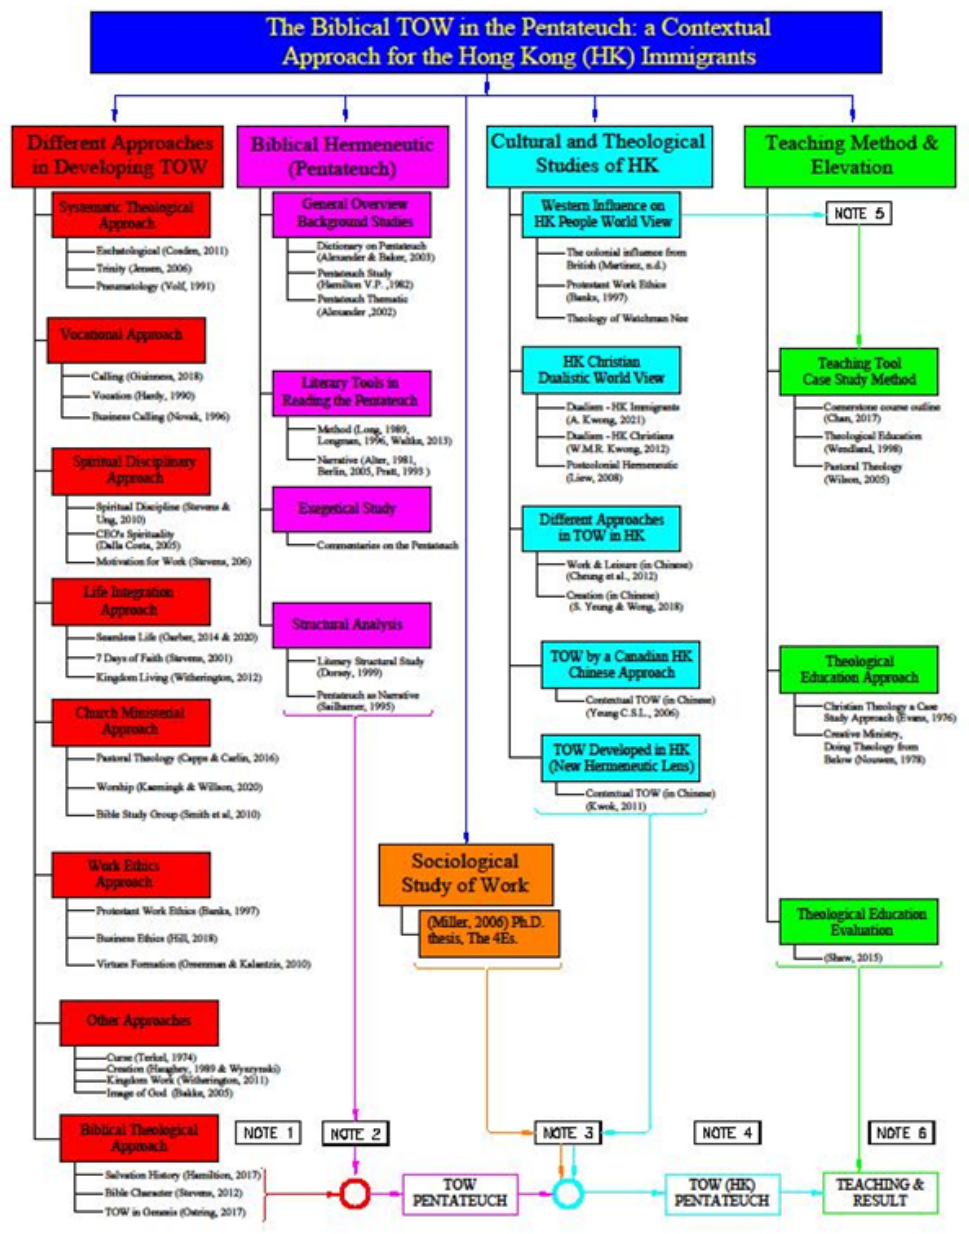 The Biblical TOW in the Pentateuch: a Contextual
Approach for the Hong Kong (HK) Immigrants
Different Approaches
in Developing TOW
Systematic Theological
Approach
Eschatological (Cosden, 2011)
Trinity (Jensen, 2006)
Pneumatology (Volf, 1991)
Vocational Approach
Calling (Guinness, 2018)
Vocation (Hardy, 1990)
Business Calling (Novak, 1996)
Spiritual Disciplinary
Approach
Spiritual Discipline (Stevens &
Ung, 2010)
CEO's Spirituality
(Dalla Costa, 2005)
Motivation for Work (Stevens, 206)
Life Integration
Approach
Seamless Life (Garber, 2014 & 2020)
7 Days of Faith (Stevens, 2001)
Kingdom Living (Witherington, 2012)
Church Ministerial
Approach
Pastoral Theology (Capps & Carlin, 2016)
Worship (Kaemingk & Willson, 2020)
Bible Study Group (Smith et al, 2010)
Work Ethics
Approach
Protestant Work Ethics (Banks, 1997)
Business Ethics (Hill, 2018)
Virtues Formation (Greenman & Kalantzis, 2010)
Other Approaches
Curse (Terkel, 1974)
Creation (Haughey, 1989 & Wyszynski)
Kingdom Work (Witherington, 2011)
Image of God (Bakke, 2005)
Biblical Theological
Approach
Salvation History (Hamiltion, 2017)
Bible Character (Stevens, 2012)
TOW in Genesis (Ostring, 2017)
Biblical Hermeneutic
(Pentateuch)
General Overview
Background Studies
Dictionary on Pentateuch
(Alexander & Baker, 2003)
Pentateuch Study
(Hamilton V.P. ,1982)
Pentateuch Thematic
(Alexander ,2002)
Literary Tools in
Reading the Pentateuch
Method (Long, 1989,
Longman, 1996, Waltke, 2013)
Narrative (Alter, 1981,
Berlin, 2005, Pratt, 1993 )
Exegetical Study
Commentaries on the Pentateuch
Structural Analysis
Literary Structural Study
(Dorsey, 1999)
Pentateuch as Narrative
(Sailhamer, 1995)
Sociological
Study of Work
(Miller, 2006) Ph.D.
thesis, The 4Es.
Cultural and Theological
Studies of HK
Western Influence on
HK People World View
The colonial influence from
British (Martinez, n.d.)
Protestant Work Ethics
(Banks, 1997)
Theology of Watchman Nee
HK Christian
Dualistic World View
Dualism - HK Immigrants
(A. Kwong, 2021)
Dualism - HK Christians
(W.M.R. Kwong, 2012)
Postcolonial Hermeneutic
(Liew, 2008)
Different Approaches
in TOW in HK
Work & Leisure (in Chinese)
(Cheung et al., 2012)
Creation (in Chinese)
(S. Yeung & Wong, 2018)
TOW by a Canadian HK
Chinese Approach
Contextual TOW (in Chinese)
(Yeung C.S.L., 2006)
TOW Developed in HK
(New Hermeneutic Lens)
Contextual TOW (in Chinese)
(Kwok, 2011)
Teaching Method &
Elevation
NOTE 5
Teaching Tool
Case Study Method
Cornerstone course outline
(Chan, 2017)
Theological Education
(Wendland, 1998)
Pastoral Theology
(Wilson, 2005)
Theological
Education Approach
Christian Theology a Case
Study Approach (Evans, 1976)
Creative Ministry,
Doing Theology from
Below (Nouwen, 1978)
Theological Education
Evaluation
(Shaw, 2015)
NOTE 1
NOTE 2
NOTE 3
NOTE 4
NOTE 6
TOW
PENTATEUCH
TOW (HK)
PENTATEUCH
TEACHING &
RESULT